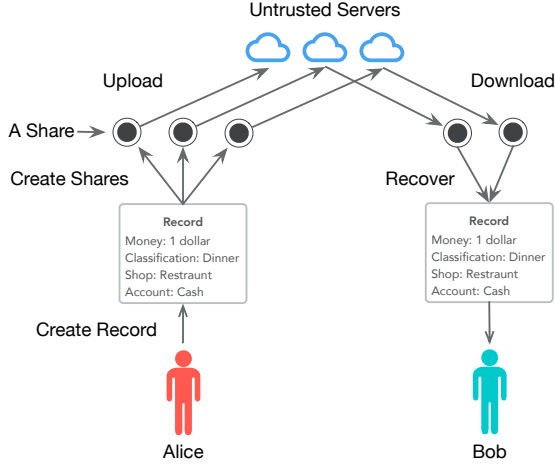 Untrusted Servers
Upload
Download
A Share
Create Shares
Recover
Record
Money: 1 dollar
Classification: Dinner
Shop: Restraunt
Account: Cash
Record
Money: 1 dollar
Classification: Dinner
Shop: Restraunt
Account: Cash
Create Record
Alice
Bob